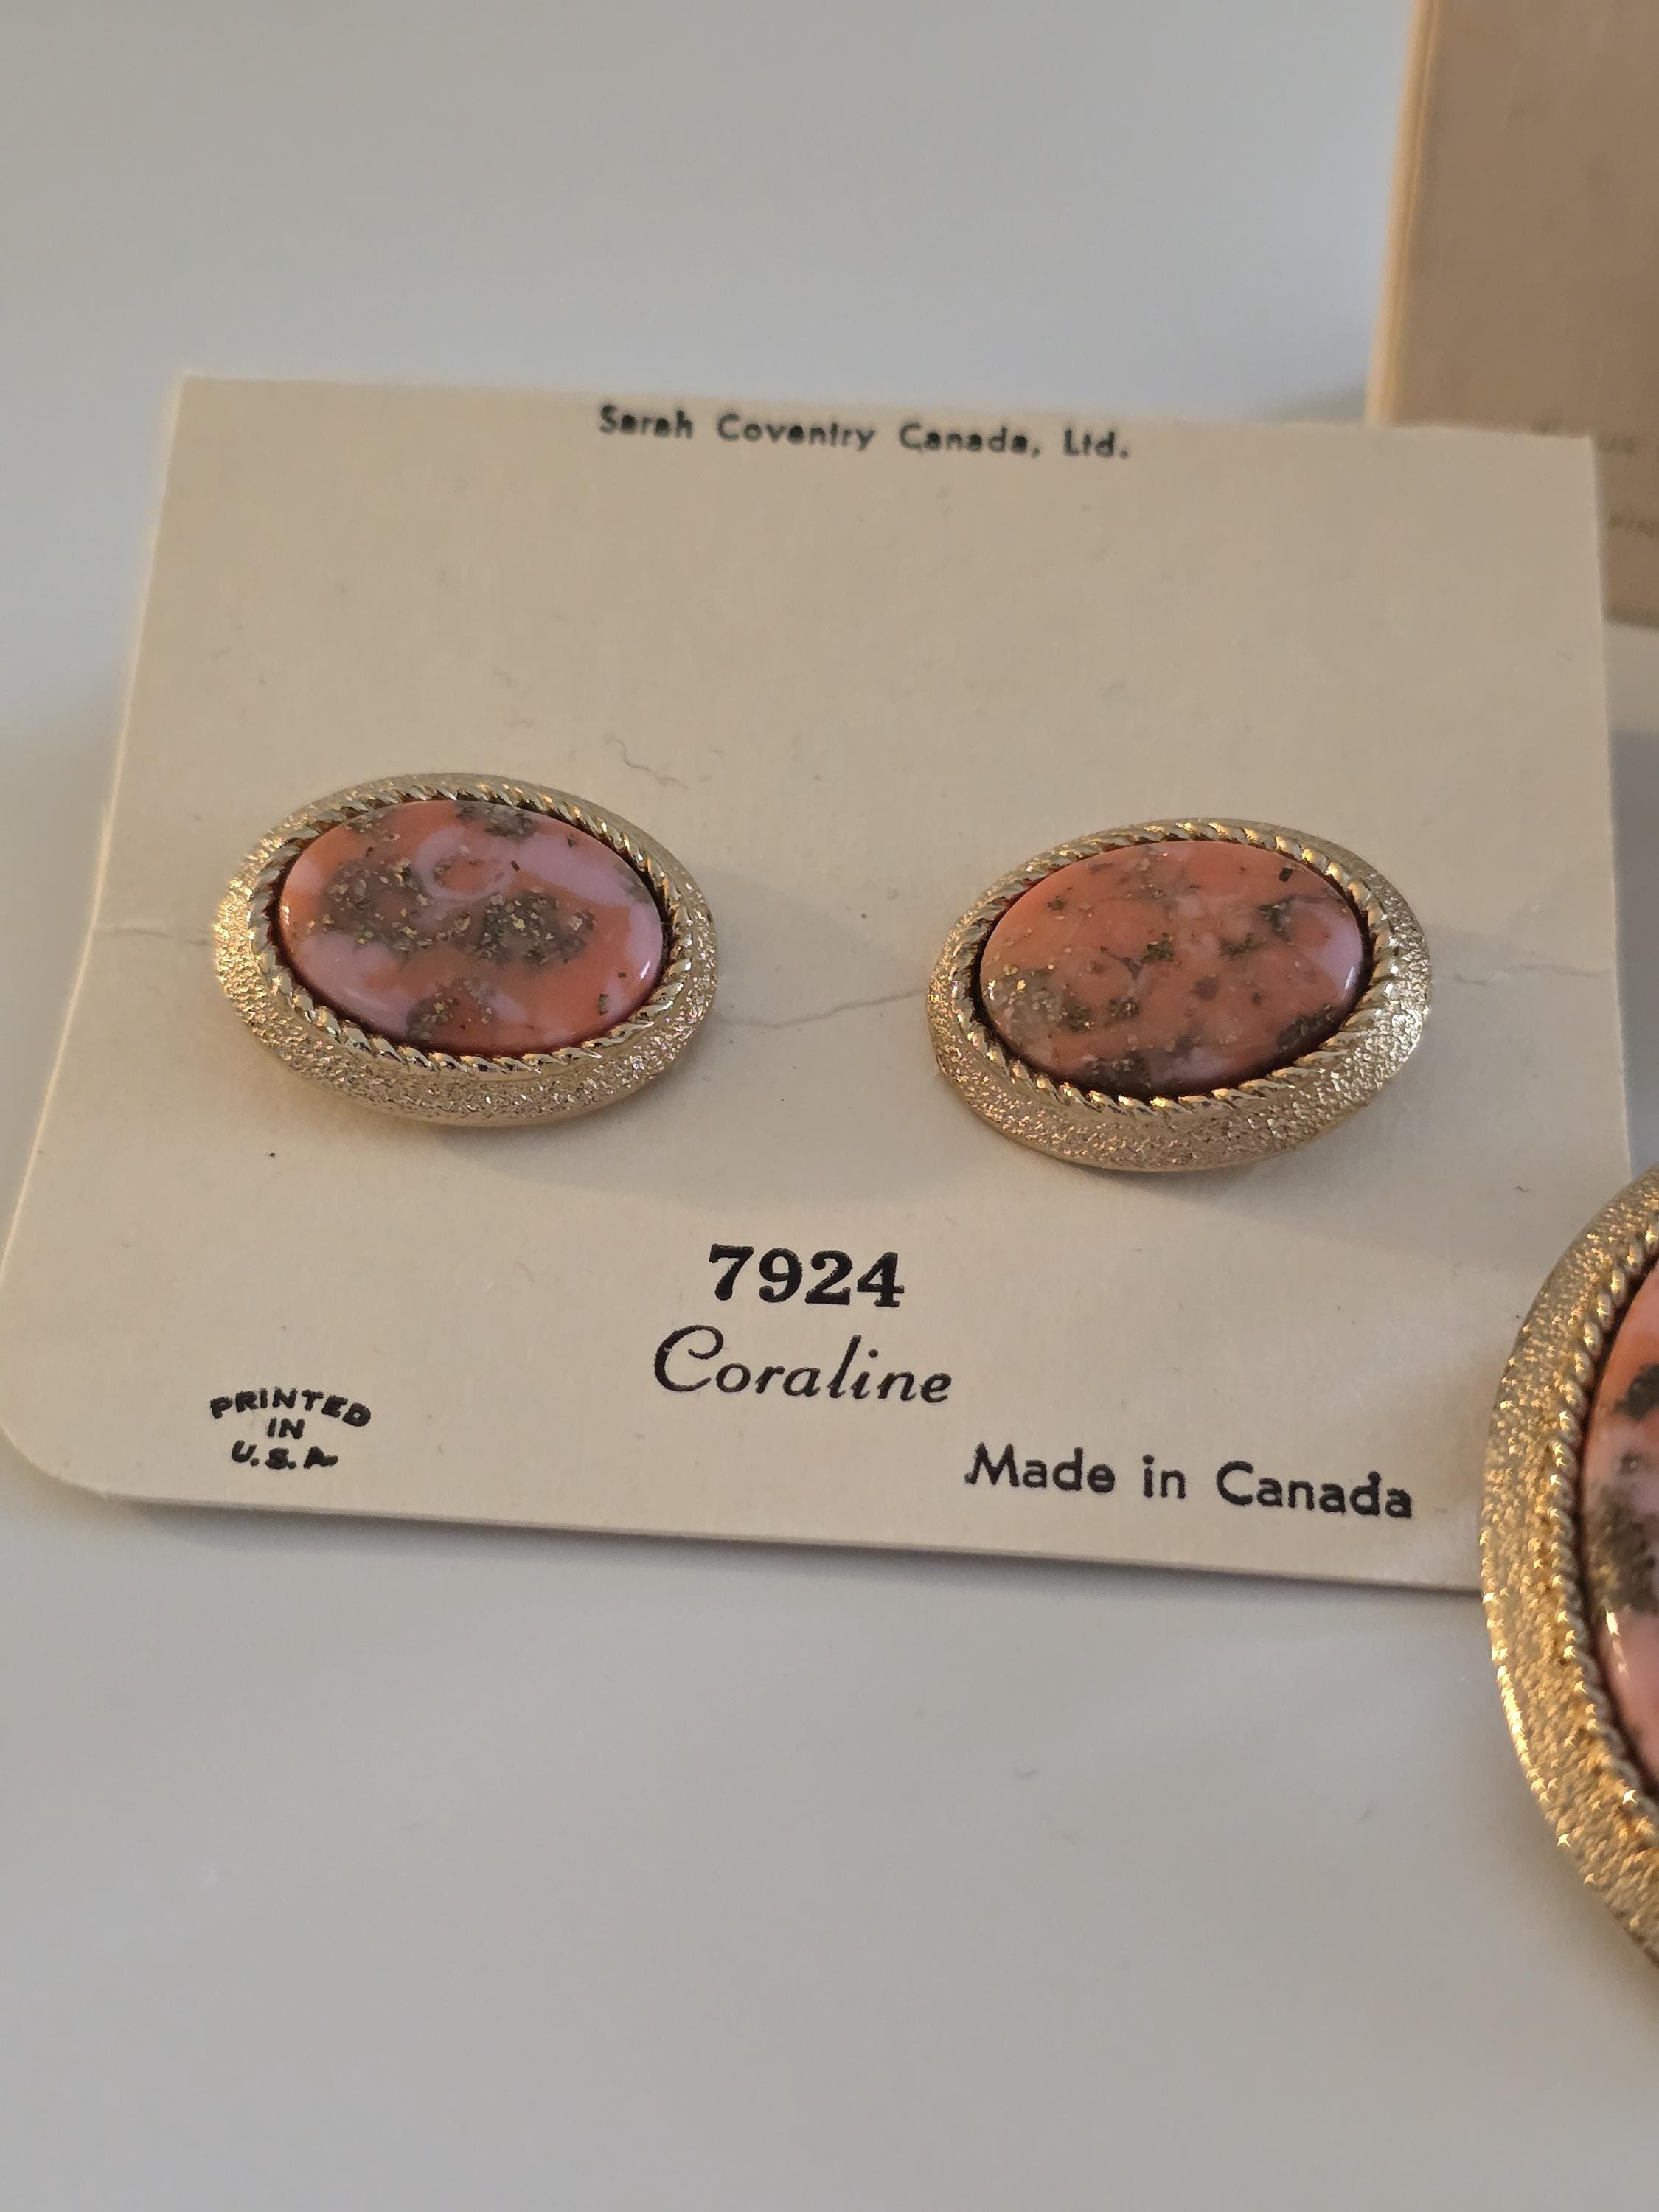 Sarah Coventry Canada, Ltd.
7924
Coraline
PRINTED
IN
U.S.A
Made in Canada